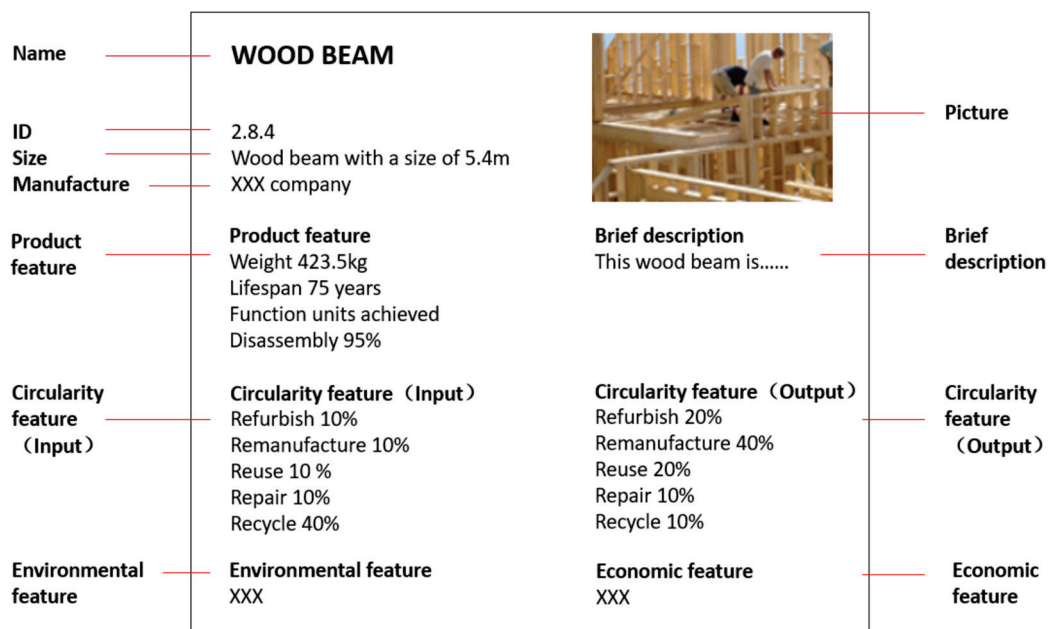 Name
WOOD BEAM
Picture
ID
2.8.4
Size
Wood beam with a size of 5.4m
Manufacture
XXX company
Product
feature
Product feature
Weight 423.5kg
Lifespan 75 years
Function units achieved
Disassembly 95%
Brief description
This wood beam is......
Brief
description
Circularity
feature
（Input）
Circularity feature（Input）
Refurbish 10%
Remanufacture 10%
Reuse 10 %
Repair 10%
Recycle 40%
Circularity feature（Output）
Refurbish 20%
Remanufacture 40%
Reuse 20%
Repair 10%
Recycle 10%
Circularity
feature
（Output）
Environmental
feature
Environmental feature
XXX
Economic feature
XXX
Economic
feature